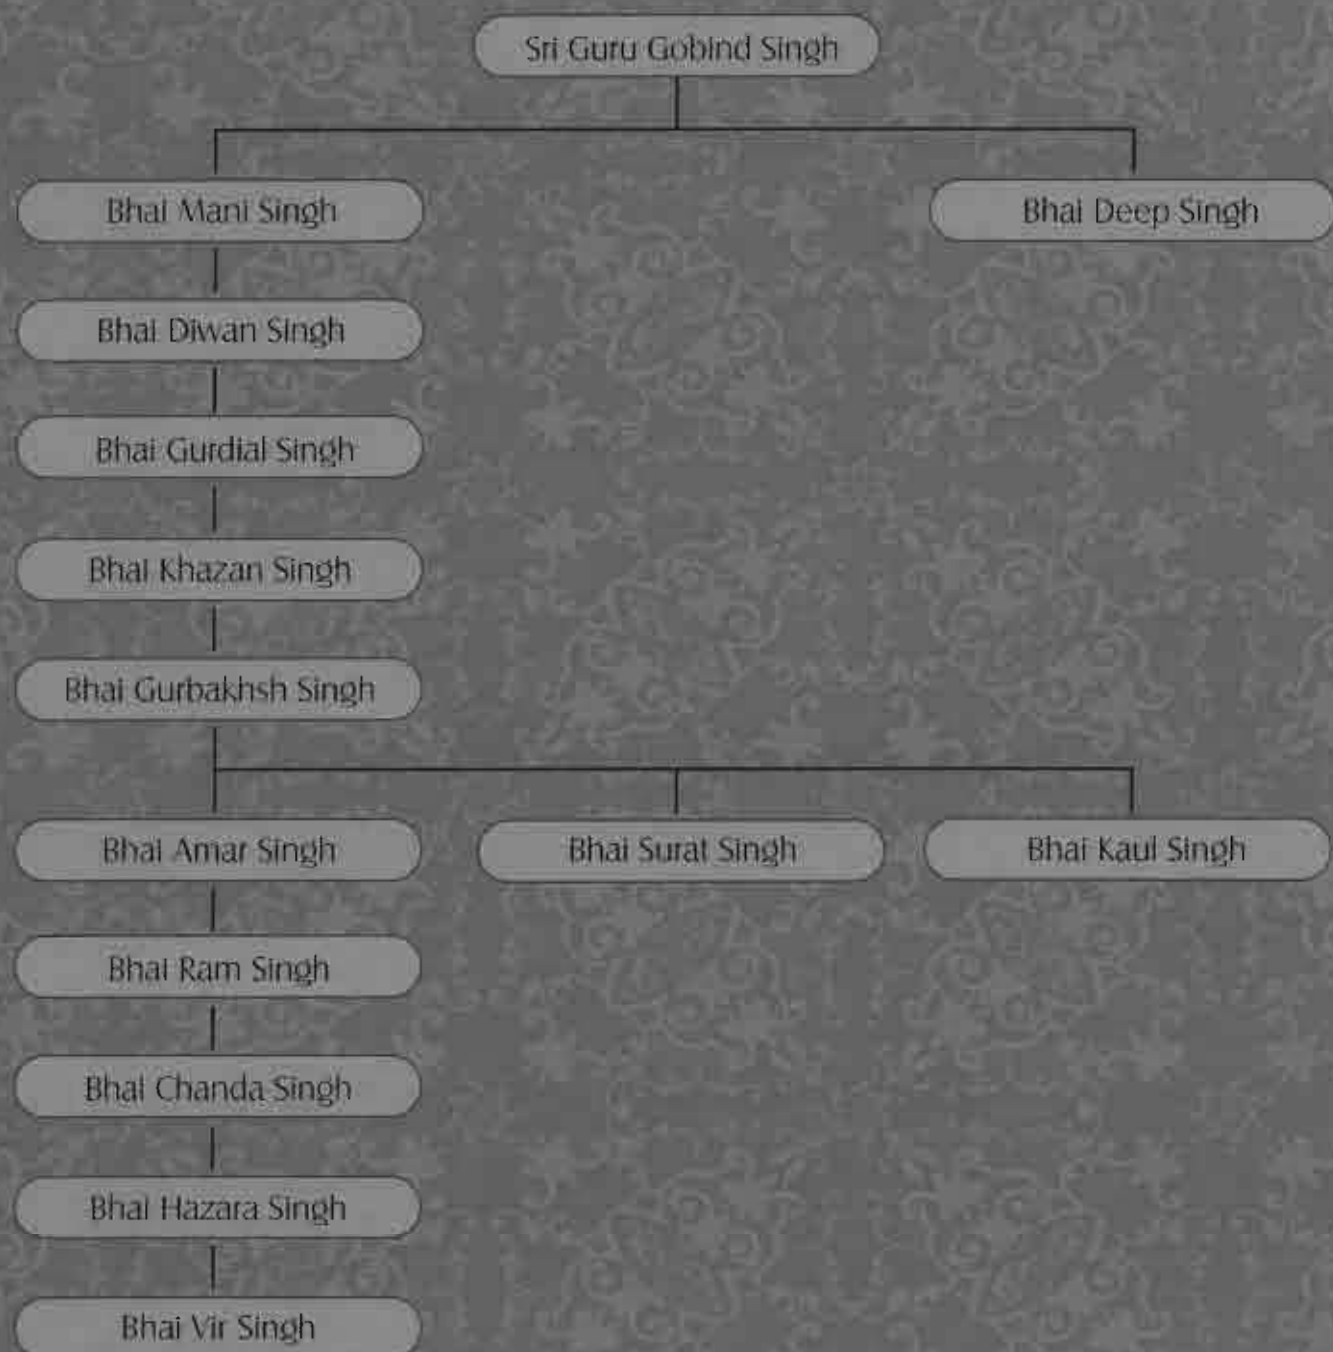 Sri Guru Gobind Singh
Bhai Mani Singh
Bhai Deep Singh
Bhai Diwan Singh
Bhai Gurdial Singh
Bhai Khazan Singh
Bhai Gurbakhsh Singh
Bhai Amar Singh
Bhai Surat Singh
Bhai Kaul Singh
Bhai Ram Singh
Bhai Chanda Singh
Bhai Hazara Singh
Bhai Vir Singh